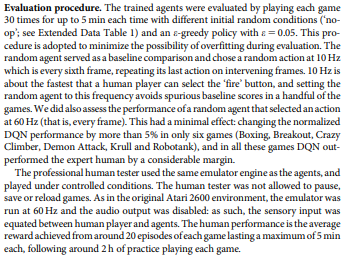 Evaluation procedure. The trained agents were evaluated by playing each game
30 times for up to 5 min each time with different initial random conditions ('no-
op'; see Extended Data Table 1) and an ε-greedy policy with ε = 0.05. This pro-
cedure is adopted to minimize the possibility of overfitting during evaluation. The
random agent served as a baseline comparison and chose a random action at 10 Hz
which is every sixth frame, repeating its last action on intervening frames. 10 Hz is
about the fastest that a human player can select the 'fire' button, and setting the
random agent to this frequency avoids spurious baseline scores in a handful of the
games. We did also assess the performance of a random agent that selected an action
at 60 Hz (that is, every frame). This had a minimal effect: changing the normalized
DQN performance by more than 5% in only six games (Boxing, Breakout, Crazy
Climber, Demon Attack, Krull and Robotank), and in all these games DQN out-
performed the expert human by a considerable margin.
The professional human tester used the same emulator engine as the agents, and
played under controlled conditions. The human tester was not allowed to pause,
save or reload games. As in the original Atari 2600 environment, the emulator was
run at 60 Hz and the audio output was disabled: as such, the sensory input was
equated between human player and agents. The human performance is the average
reward achieved from around 20 episodes of each game lasting a maximum of 5 min
each, following around 2 h of practice playing each game.